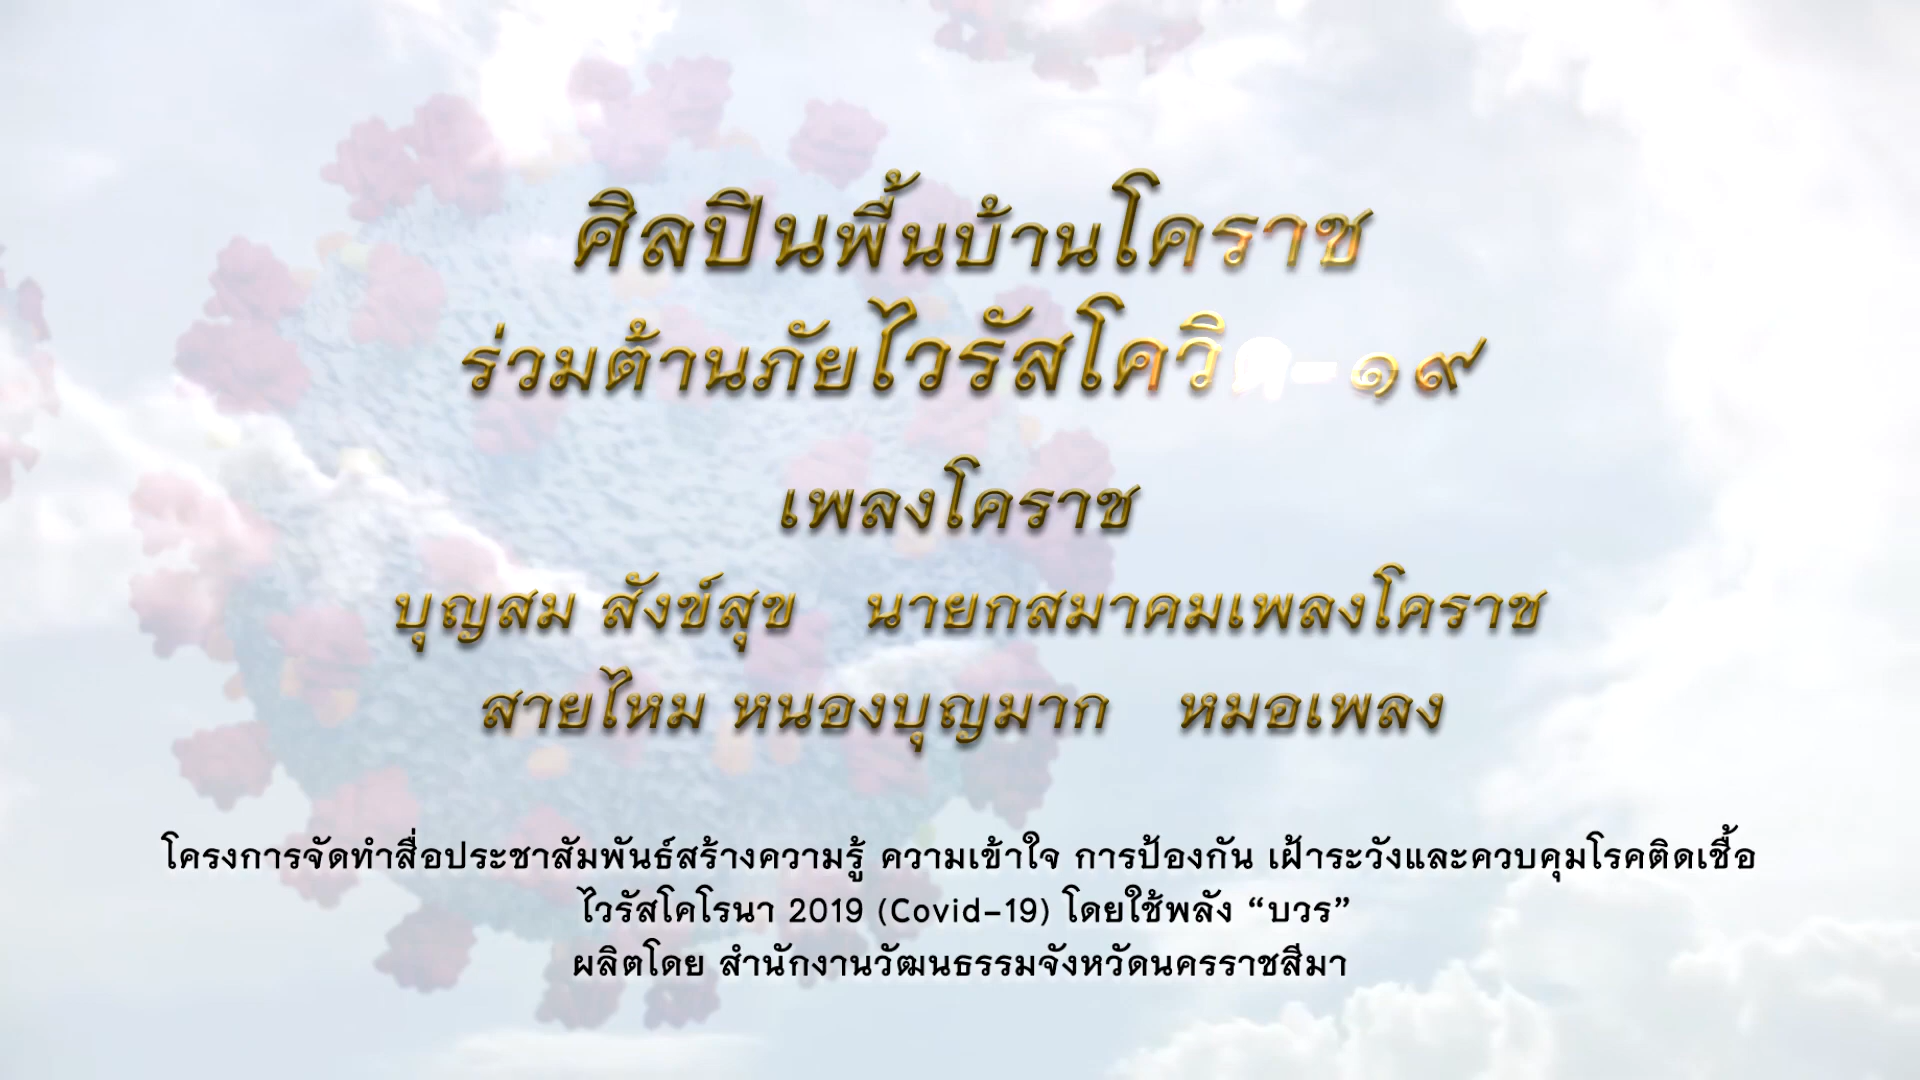 ศิลปินพื้นบ้านโคราช
ร่วมต้านภัยไวรัสโควิด-๑๙
เพลงโคราช
บุญสม สังข์สุข นายกสมาคมเพลงโคราช
สายไหม หนองบุญมาก หมอเพลง
โครงการจัดทำสื่อประชาสัมพันธ์สร้างความรู้ ความเข้าใจ การป้องกัน เฝ้าระวังและควบคุมโรคติดเชื้อ
ไวรัสโคโรนา 2019 (Covid-19) โดยใช้พลัง “บวร”
ผลิตโดย สำนักงานวัฒนธรรมจังหวัดนครราชสีมา